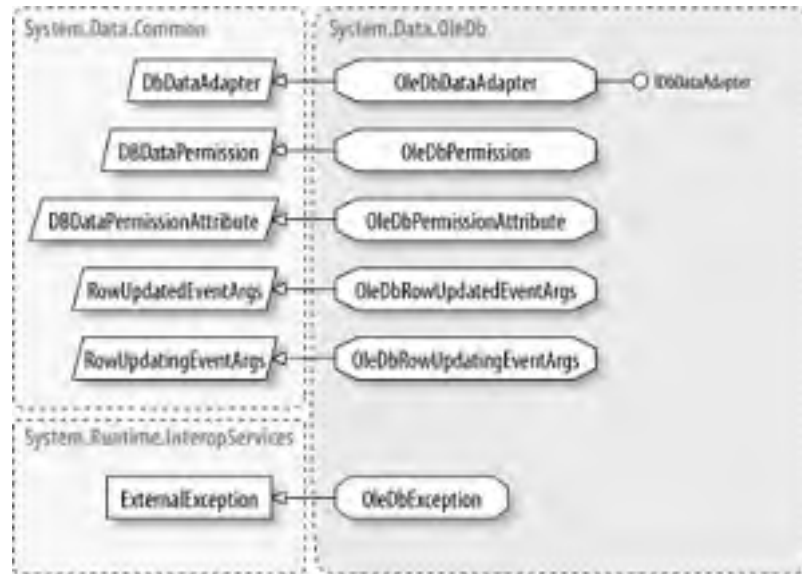 System.Data.Common
System.Data.OleDb
DbDataAdapter
OleDbDataAdapter
IDbDataAdapter
DBDataPermission
OleDbPermission
DBDataPermissionAttribute
OleDbPermissionAttribute
RowUpdatedEventArgs
OleDbRowUpdatedEventArgs
RowUpdatingEventArgs
OleDbRowUpdatingEventArgs
System.Runtime.InteropServices
ExternalException
OleDbException